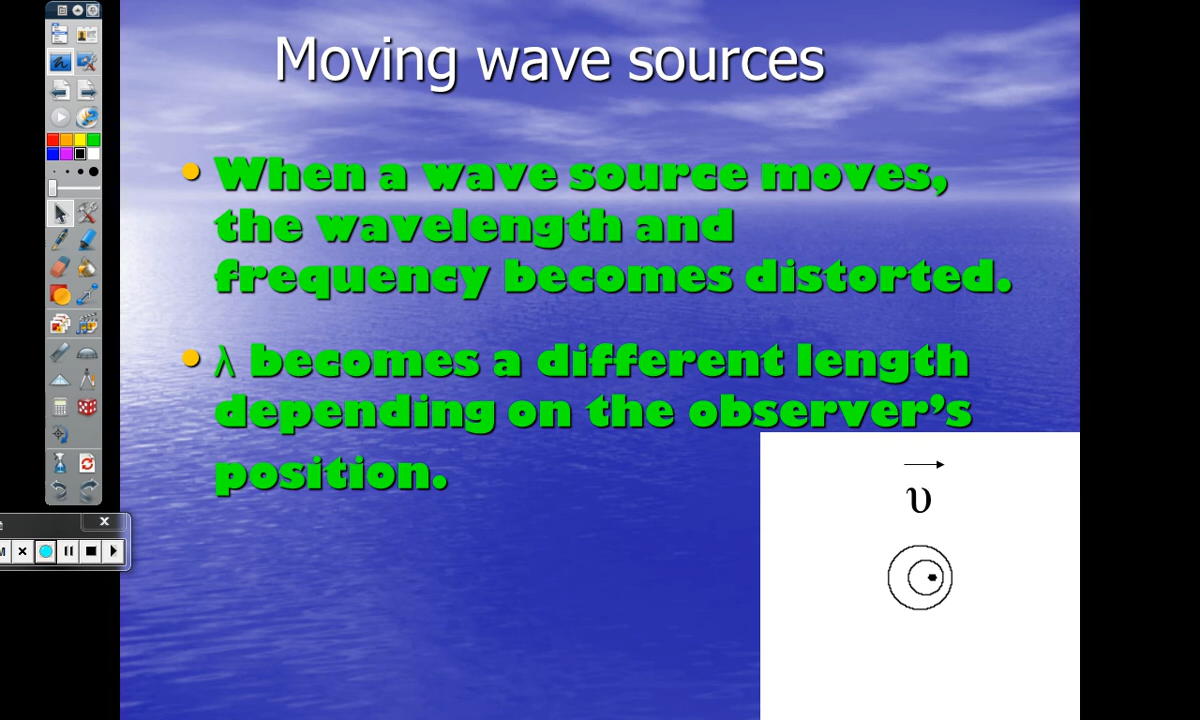 Moving wave sources
• When a wave source moves,
the wavelength and
frequency becomes distorted.
• λ becomes a different length
depending on the observer’s
position.
υ